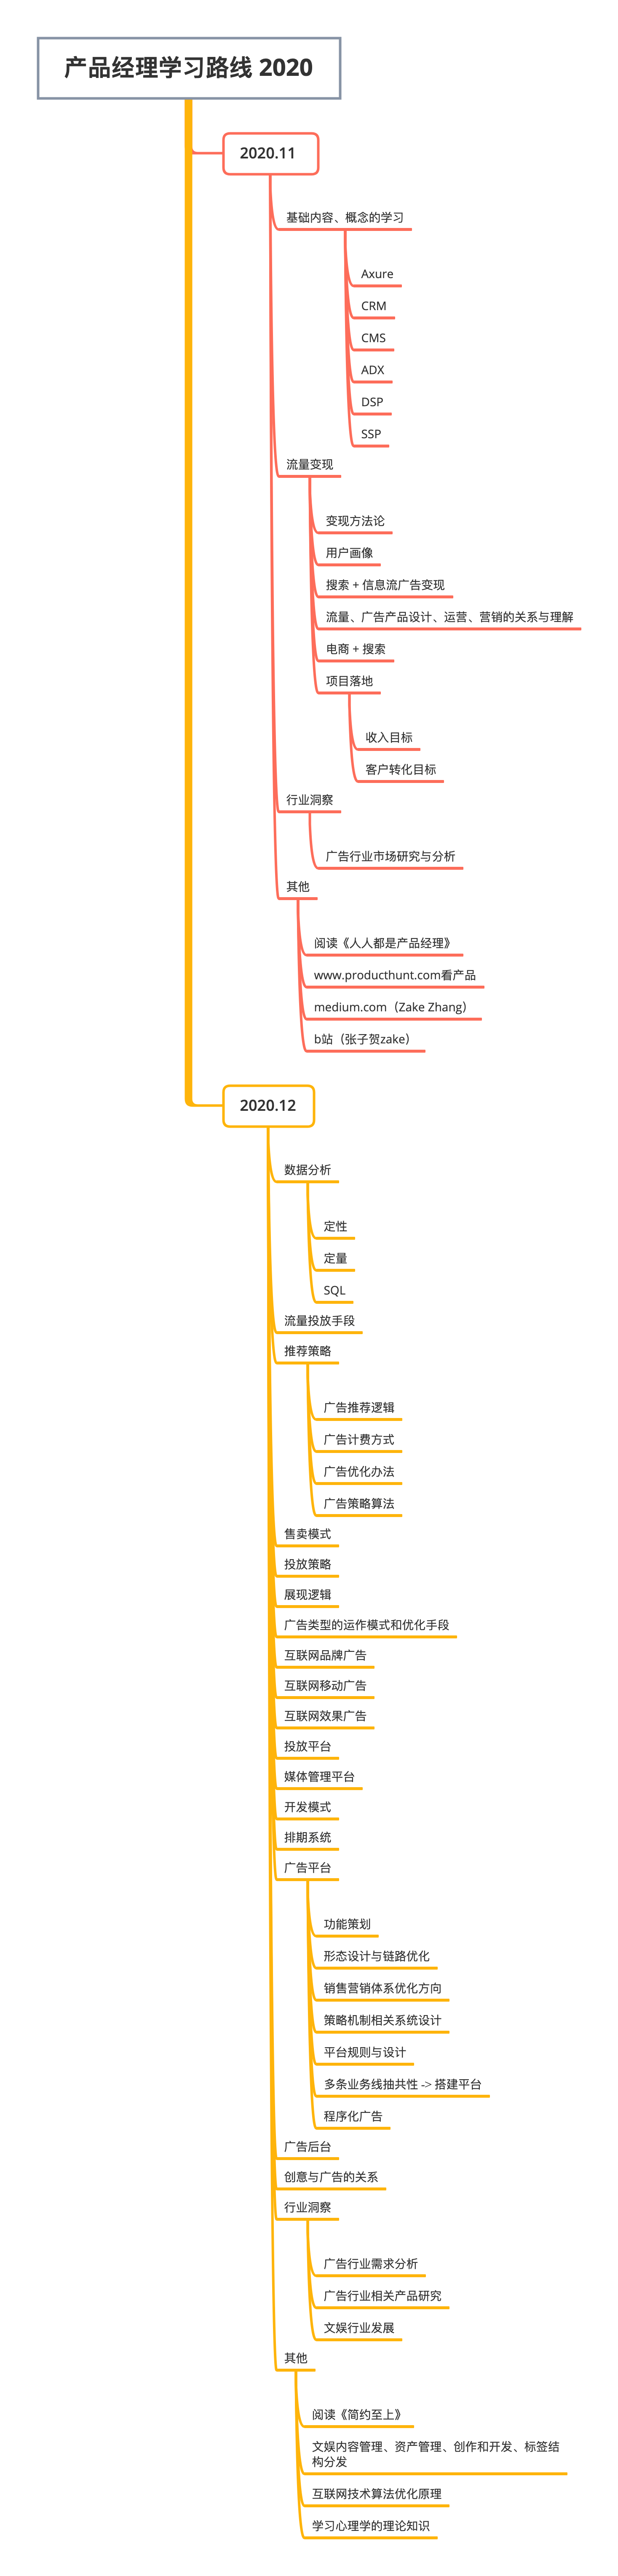 产品经理学习路线 2020
2020.11
基础内容、概念的学习
Axure
CRM
CMS
ADX
DSP
SSP
流量变现
变现方法论
用户画像
搜索 + 信息流广告变现
流量、广告产品设计、运营、营销的关系与理解
电商 + 搜索
项目落地
收入目标
客户转化目标
行业洞察
广告行业市场研究与分析
其他
阅读《人人都是产品经理》
www.producthunt.com看产品
medium.com（Zake Zhang）
b站（张子贺zake）
2020.12
数据分析
定性
定量
SQL
流量投放手段
推荐策略
广告推荐逻辑
广告计费方式
广告优化办法
广告策略算法
售卖模式
投放策略
展现逻辑
广告类型的运作模式和优化手段
互联网品牌广告
互联网移动广告
互联网效果广告
投放平台
媒体管理平台
开发模式
排期系统
广告平台
功能策划
形态设计与链路优化
销售营销体系优化方向
策略机制相关系统设计
平台规则与设计
多条业务线抽共性 -> 搭建平台
程序化广告
广告后台
创意与广告的关系
行业洞察
广告行业需求分析
广告行业相关产品研究
文娱行业发展
其他
阅读《简约至上》
文娱内容管理、资产管理、创作和开发、标签结
构分发
互联网技术算法优化原理
学习心理学的理论知识